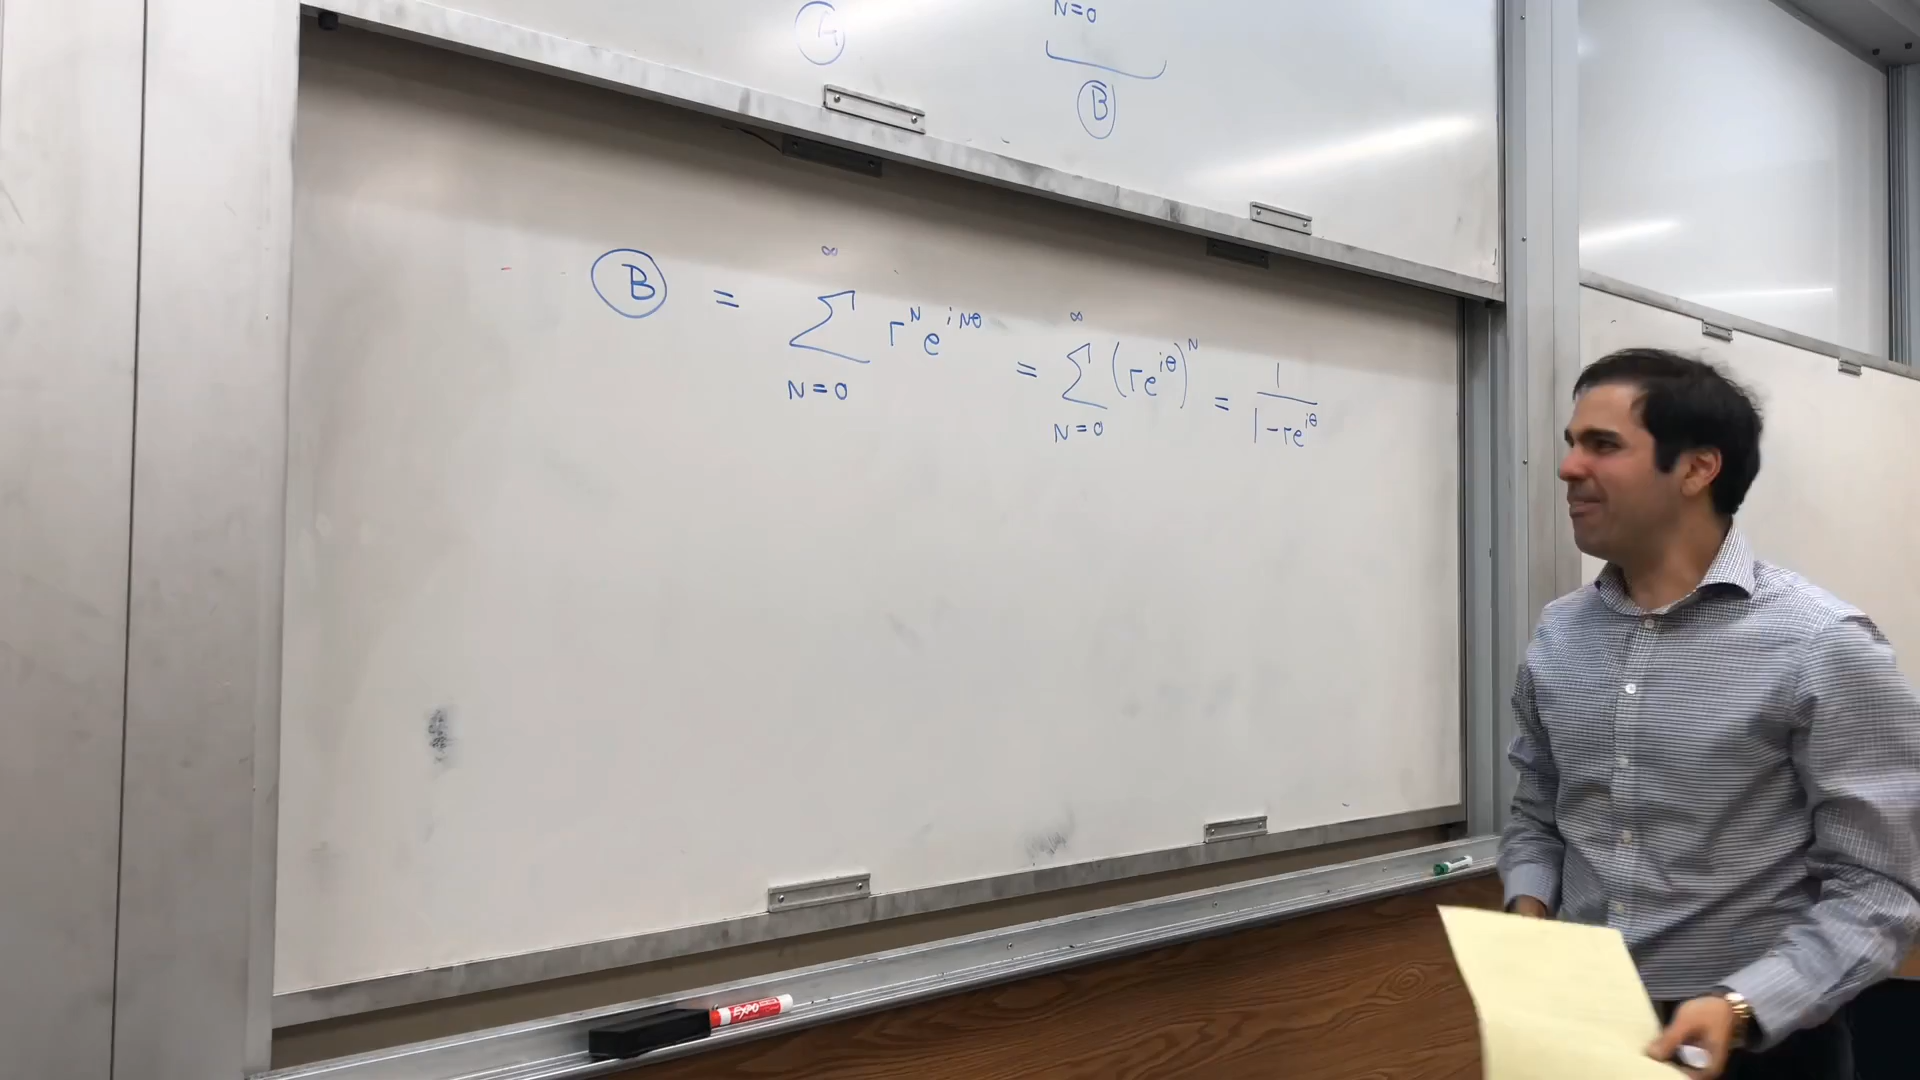 A
N=0
B
B = ∞∑N=0 r^N e^{iNθ} = ∞∑N=0 (re^{iθ})^N = 1/(1-re^{iθ})
EXPO